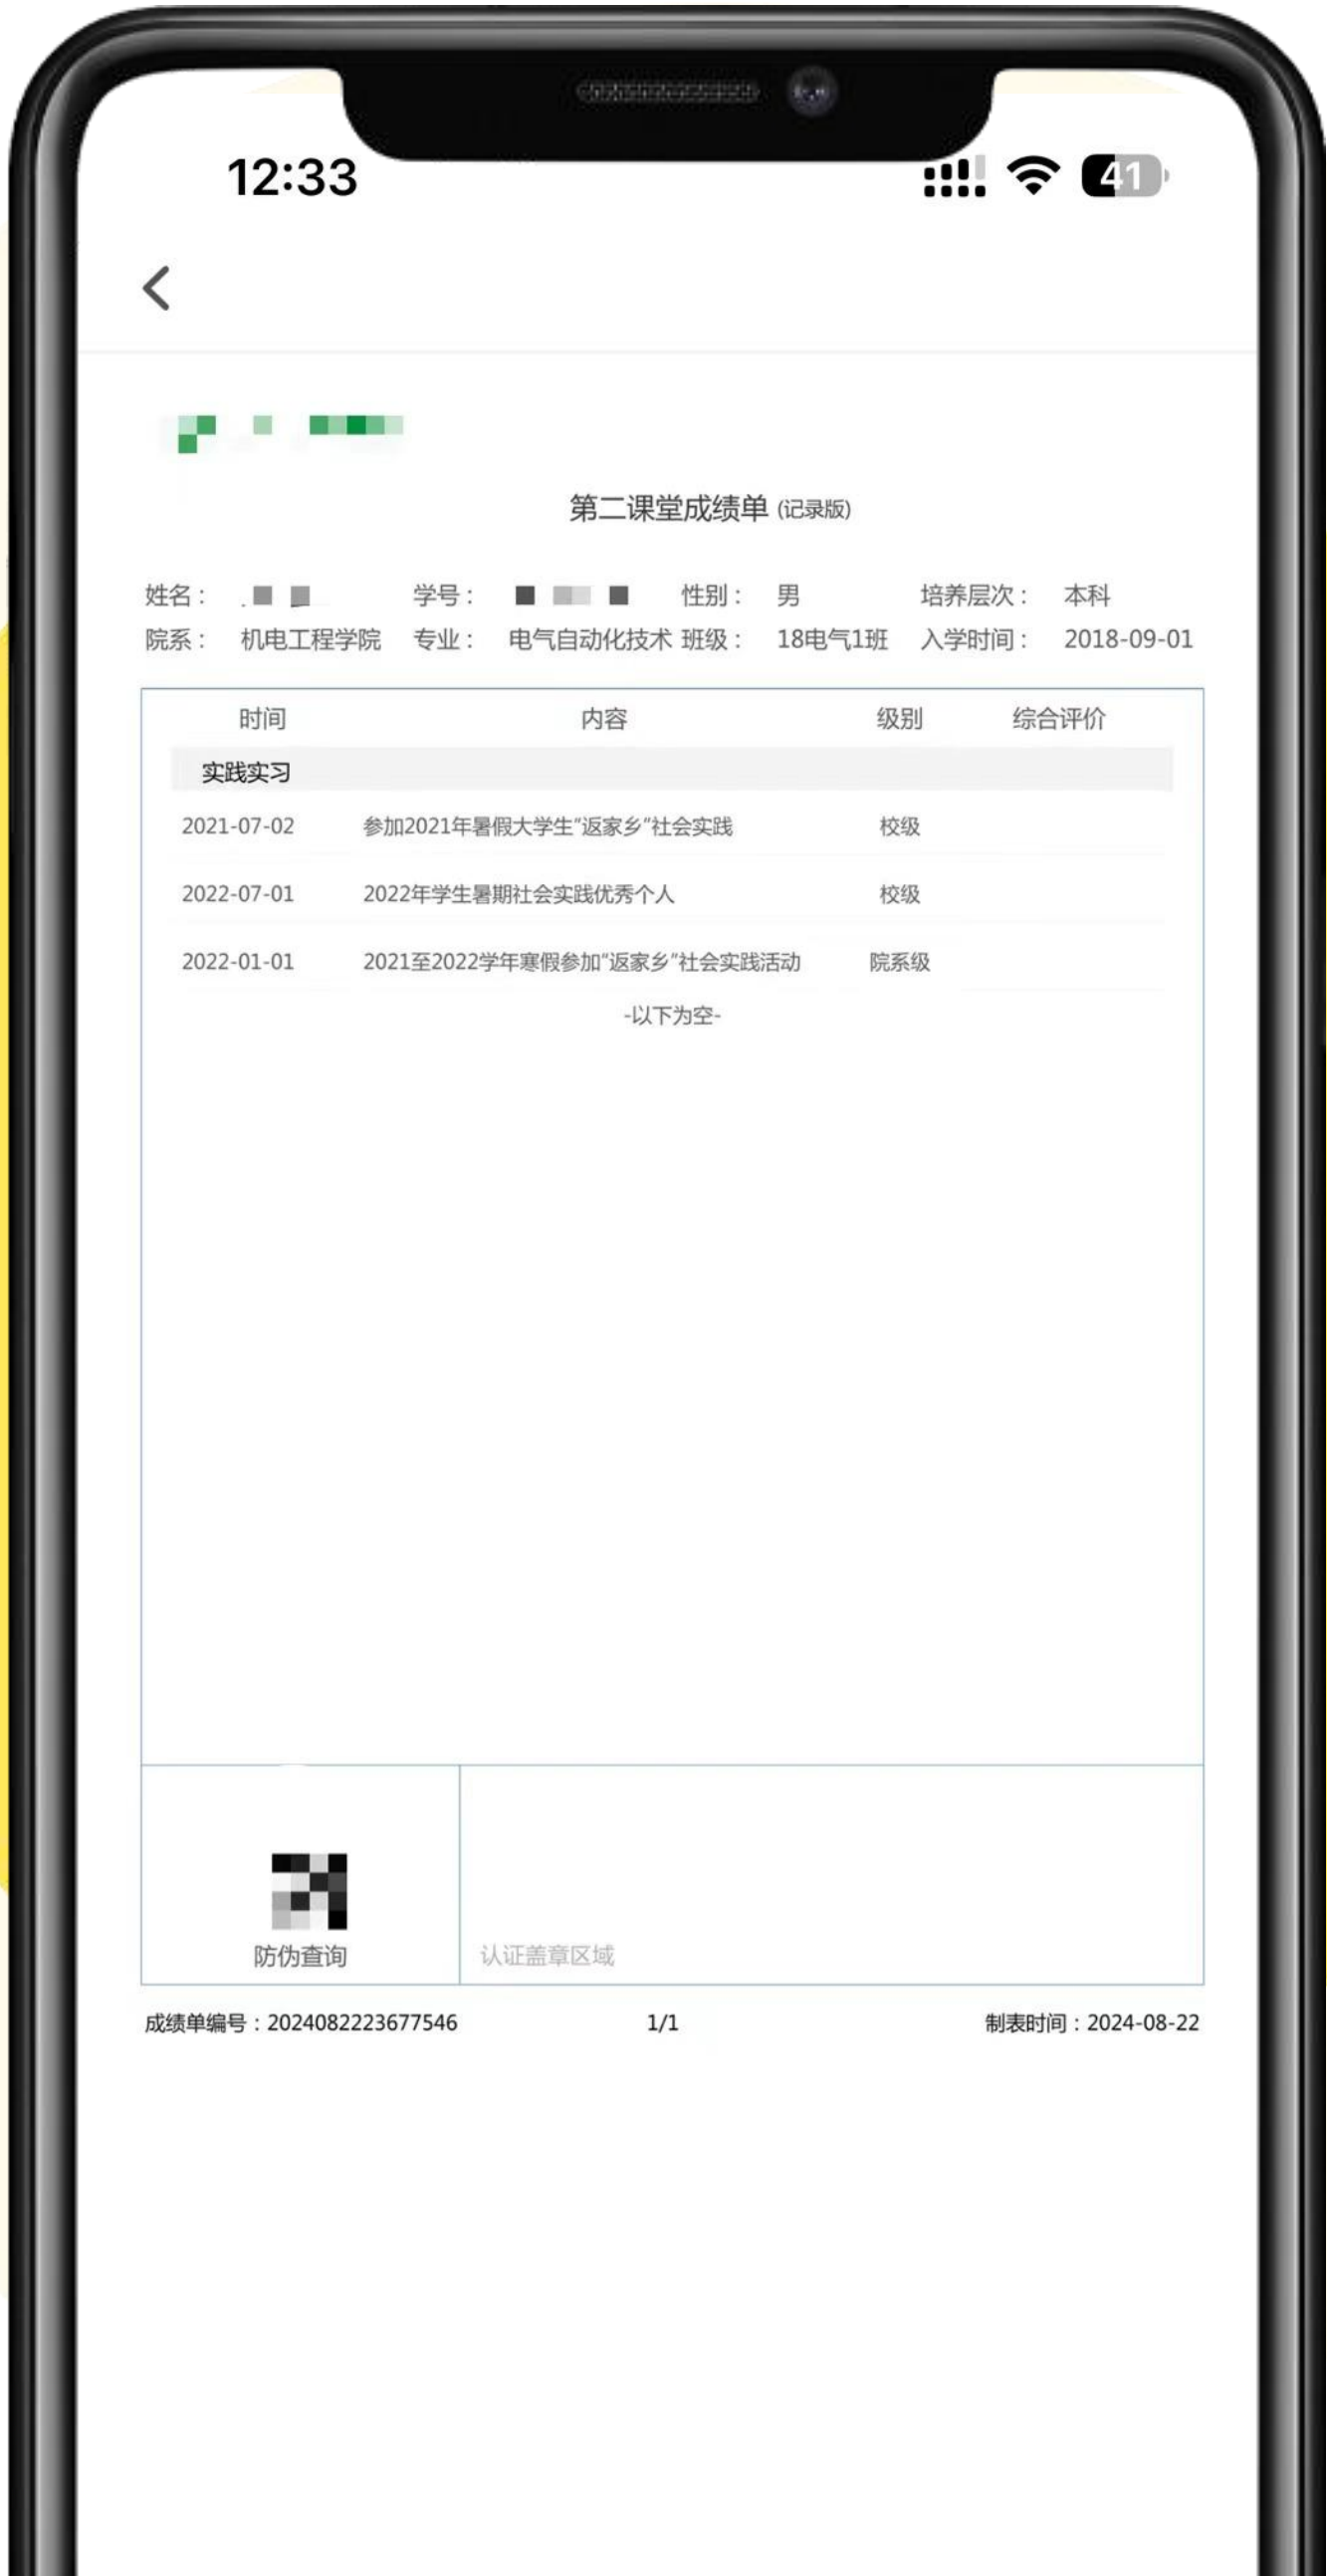 12:33
41
第二课堂成绩单 (记录版)
姓名： 学号： 性别： 男 培养层次： 本科
院系： 机电工程学院 专业： 电气自动化技术 班级： 18电气1班 入学时间： 2018-09-01
时间 内容 级别 综合评价
实践实习
2021-07-02 参加2021年暑假大学生"返家乡"社会实践 校级
2022-07-01 2022年学生暑期社会实践优秀个人 校级
2022-01-01 2021至2022学年寒假参加"返家乡"社会实践活动 院系级
-以下为空-
防伪查询 认证盖章区域
成绩单编号：2024082223677546 1/1 制表时间：2024-08-22